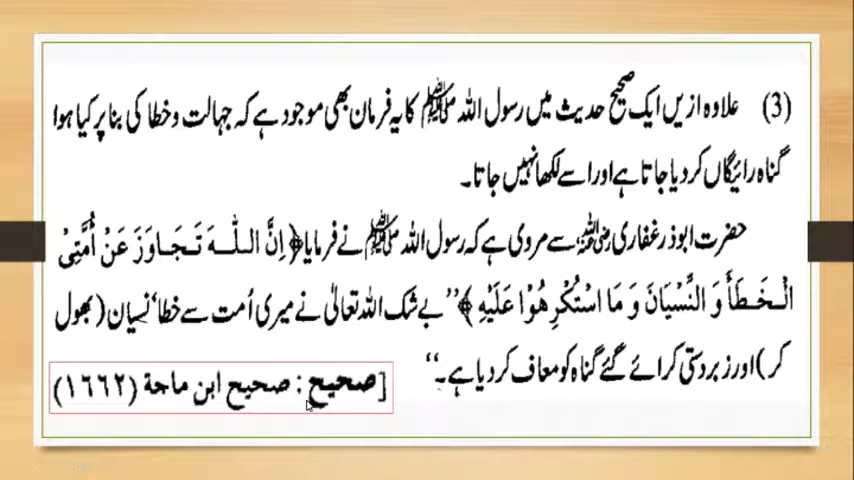 (3) علاوہ ازیں ایک صحیح حدیث میں رسول اللہ ﷺ کا یہ فرمان بھی موجود ہے کہ جہالت و خطا کی بنا پر کیا ہوا
گناہ رائیگاں کر دیا جاتا ہے اور اسے لکھا نہیں جاتا۔
حضرت ابوذر غفاری رضی اللہ عنہ سے مروی ہے کہ رسول اللہ ﷺ نے فرمایا ﴿اِنَّ اللّٰہَ تَجَاوَزَ عَنْ اُمَّتِیْ
الْخَطَأَ وَ النِّسْیَانَ وَ مَا اسْتُکْرِھُوْا عَلَیْہِ﴾ ’’بے شک اللہ تعالیٰ نے میری اُمت سے خطا‘ نسیان (بھول
کر) اور زبردستی کرائے گئے گناہ کو معاف کر دیا ہے۔‘‘
[صحیح : صحیح ابن ماجة (١٦٦٢)